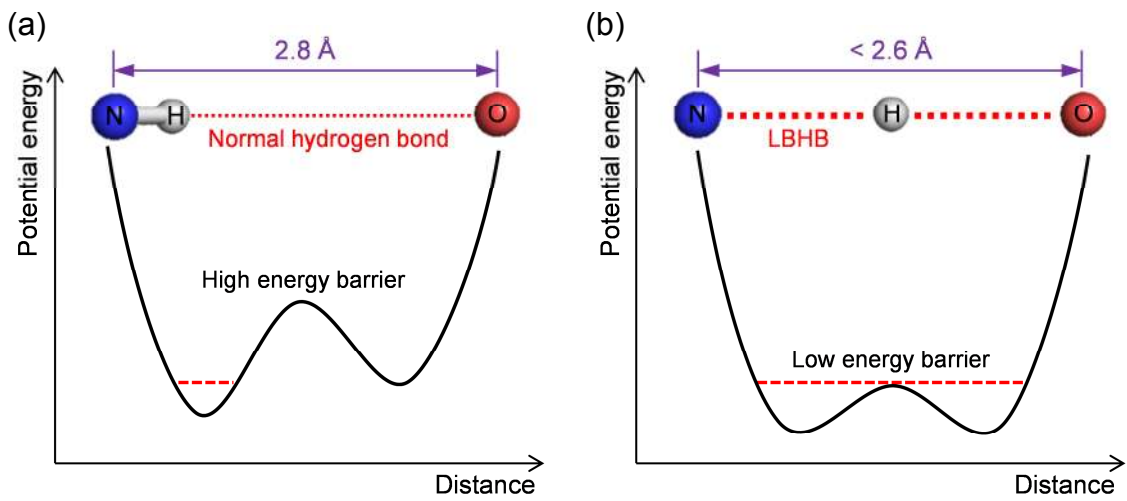 (a)
2.8 Å
Potential energy
N
H
O
Normal hydrogen bond
High energy barrier
Distance
(b)
< 2.6 Å
Potential energy
N
H
O
LBHB
Low energy barrier
Distance